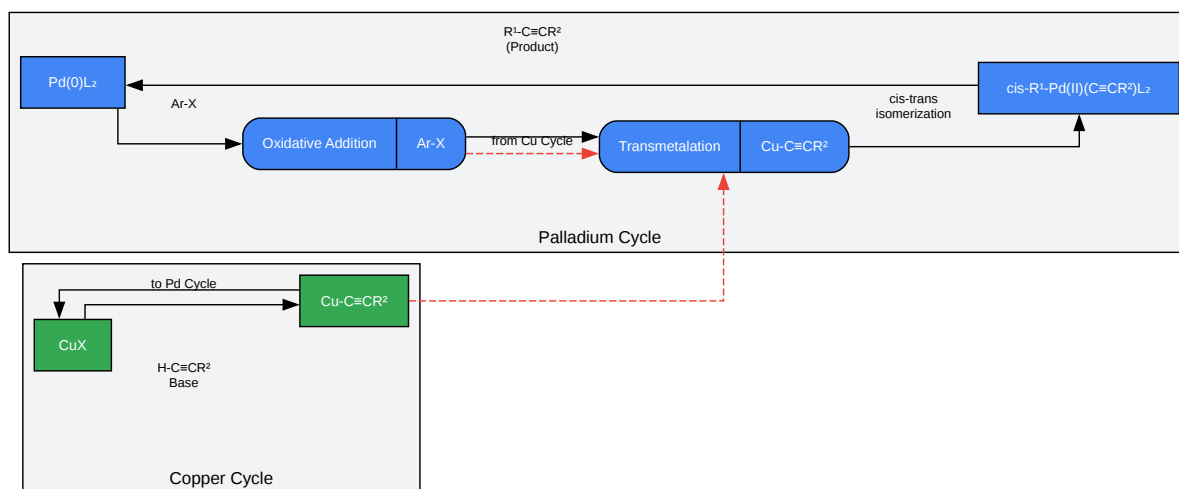 R¹-C≡CR²
(Product)
Pd(0)L₂
cis-R¹-Pd(II)(C≡CR²)L₂
Ar-X
cis-trans
isomerization
Oxidative Addition
Ar-X
from Cu Cycle
Transmetalation
Cu-C≡CR²
Palladium Cycle
to Pd Cycle
Cu-C≡CR²
CuX
H-C≡CR²
Base
Copper Cycle